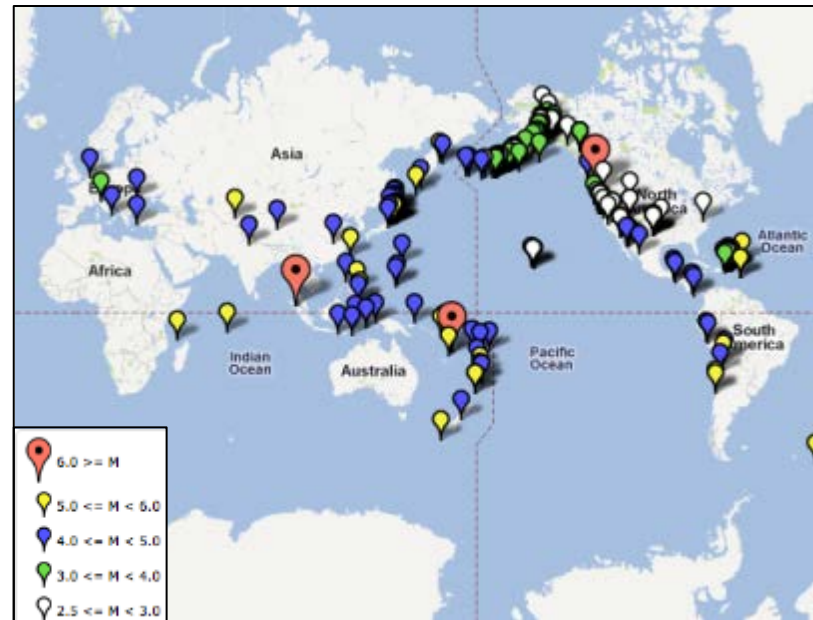 Asia
North
Atlantic
Ocean
Africa
Indian
Ocean
Australia
Pacific
Ocean
South
America
6.0 >= M
5.0 <= M < 6.0
4.0 <= M < 5.0
3.0 <= M < 4.0
2.5 <= M < 3.0